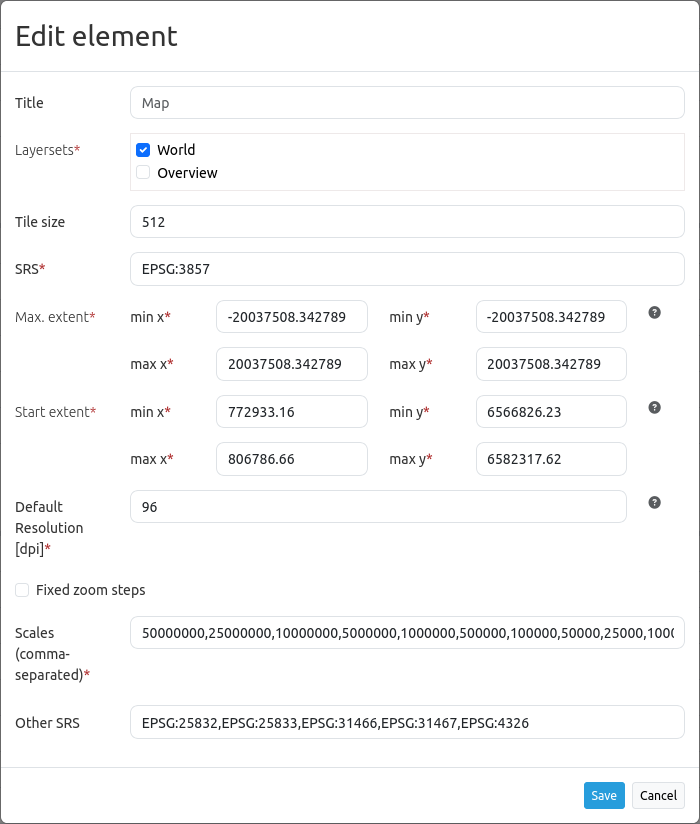 Edit element
Title Map
Layersets* World
Overview
Tile size 512
SRS* EPSG:3857
Max. extent* min x* -20037508.342789 min y* -20037508.342789 ?
max x* 20037508.342789 max y* 20037508.342789
Start extent* min x* 772933.16 min y* 6566826.23 ?
max x* 806786.66 max y* 6582317.62
Default 96 ?
Resolution
[dpi]*
Fixed zoom steps
Scales 50000000,25000000,10000000,5000000,1000000,500000,100000,50000,25000,1000
(comma-
separated)*
Other SRS EPSG:25832,EPSG:25833,EPSG:31466,EPSG:31467,EPSG:4326
Save Cancel